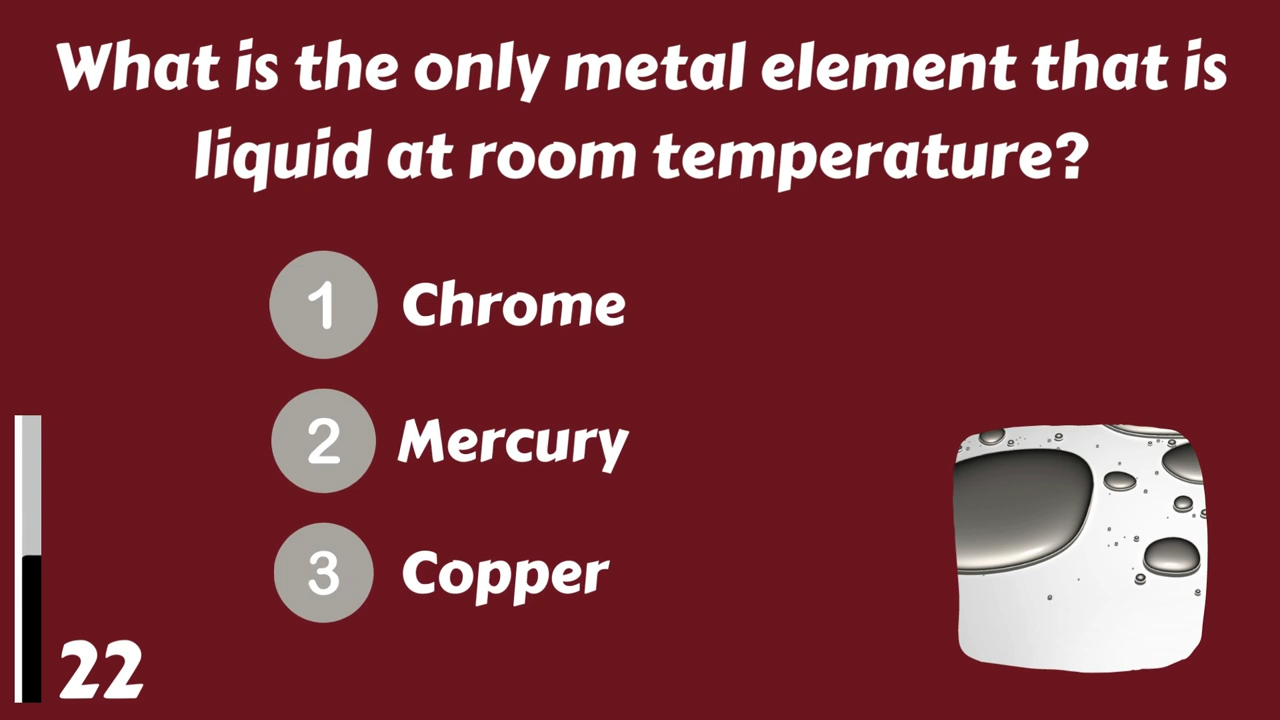 What is the only metal element that is
liquid at room temperature?
1 Chrome
2 Mercury
3 Copper
22